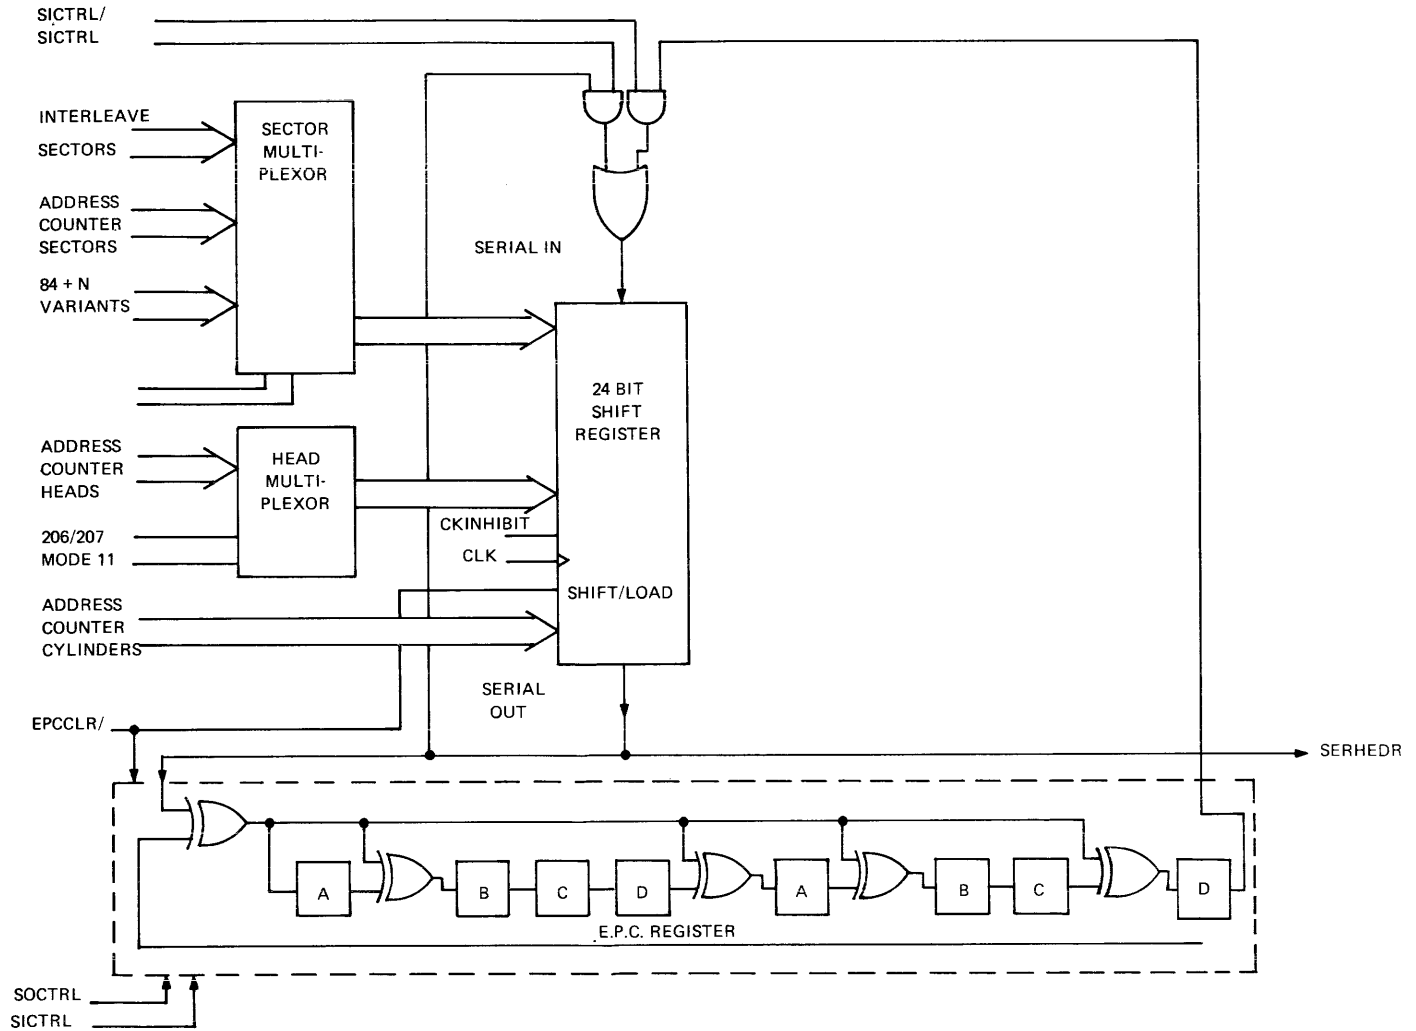 SICTRL/
SICTRL
INTERLEAVE
SECTORS
ADDRESS
COUNTER
SECTORS
84 + N
VARIANTS
SECTOR
MULTI-
PLEXOR
SERIAL IN
24 BIT
SHIFT
REGISTER
ADDRESS
COUNTER
HEADS
206/207
MODE 11
HEAD
MULTI-
PLEXOR
CKINHIBIT
CLK
SHIFT/LOAD
ADDRESS
COUNTER
CYLINDERS
SERIAL
OUT
EPCCLR/
SERHEDR
A
B
C
D
A
B
C
D
E.P.C. REGISTER
SOCTRL
SICTRL